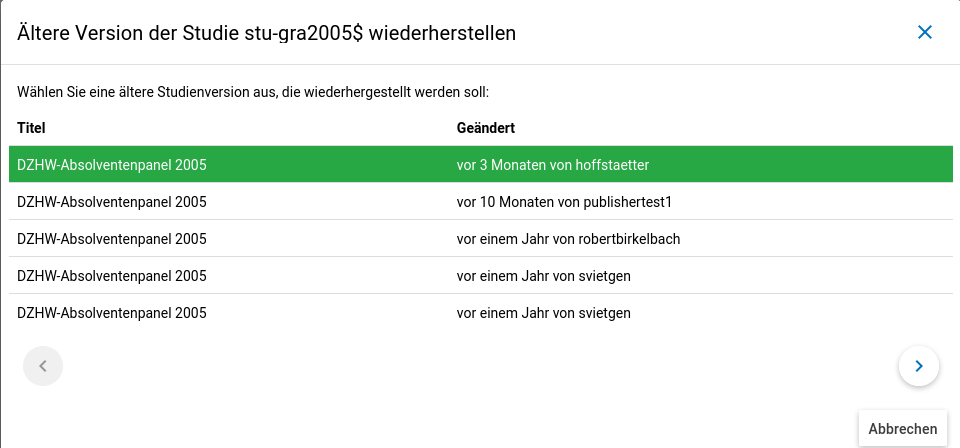 Ältere Version der Studie stu-gra2005$ wiederherstellen
Wählen Sie eine ältere Studienversion aus, die wiederhergestellt werden soll:
Titel Geändert
DZHW-Absolventenpanel 2005 vor 3 Monaten von hoffstaetter
DZHW-Absolventenpanel 2005 vor 10 Monaten von publishertest1
DZHW-Absolventenpanel 2005 vor einem Jahr von robertbirkelbach
DZHW-Absolventenpanel 2005 vor einem Jahr von svietgen
DZHW-Absolventenpanel 2005 vor einem Jahr von svietgen
Abbrechen